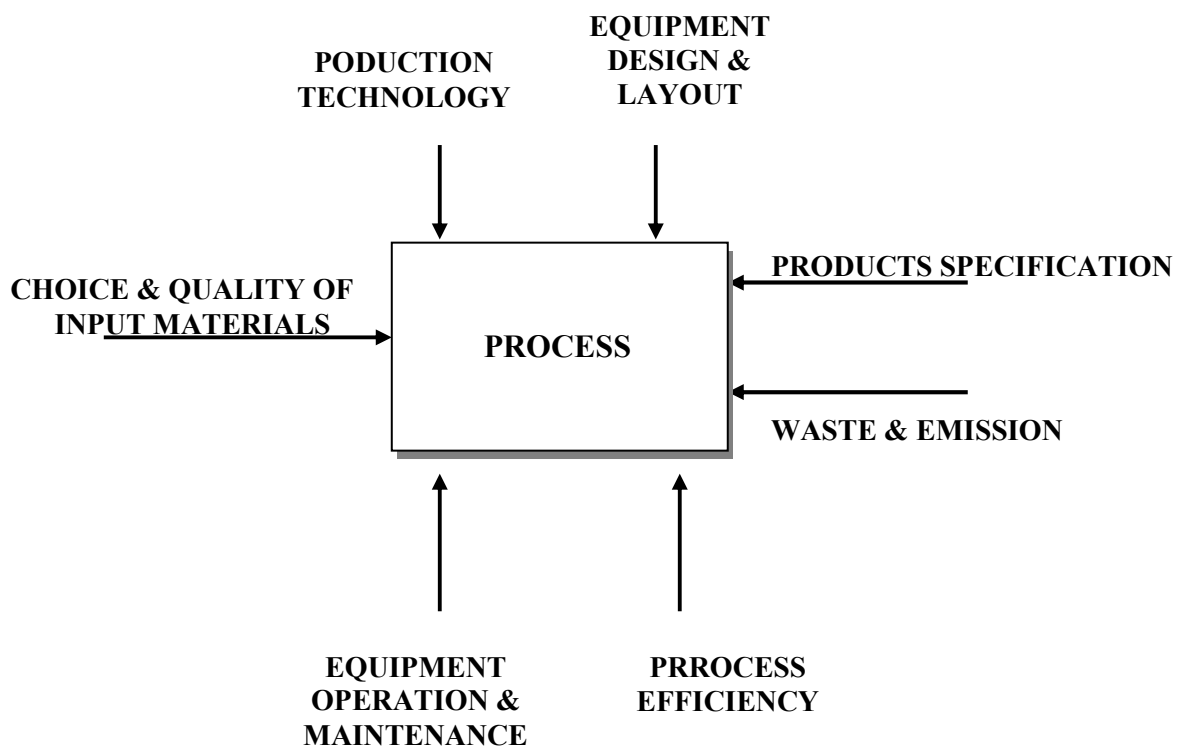 EQUIPMENT
DESIGN &
LAYOUT
PODUCTION
TECHNOLOGY
PRODUCTS SPECIFICATION
CHOICE & QUALITY OF
INPUT MATERIALS
PROCESS
WASTE & EMISSION
EQUIPMENT
OPERATION &
MAINTENANCE
PRROCESS
EFFICIENCY